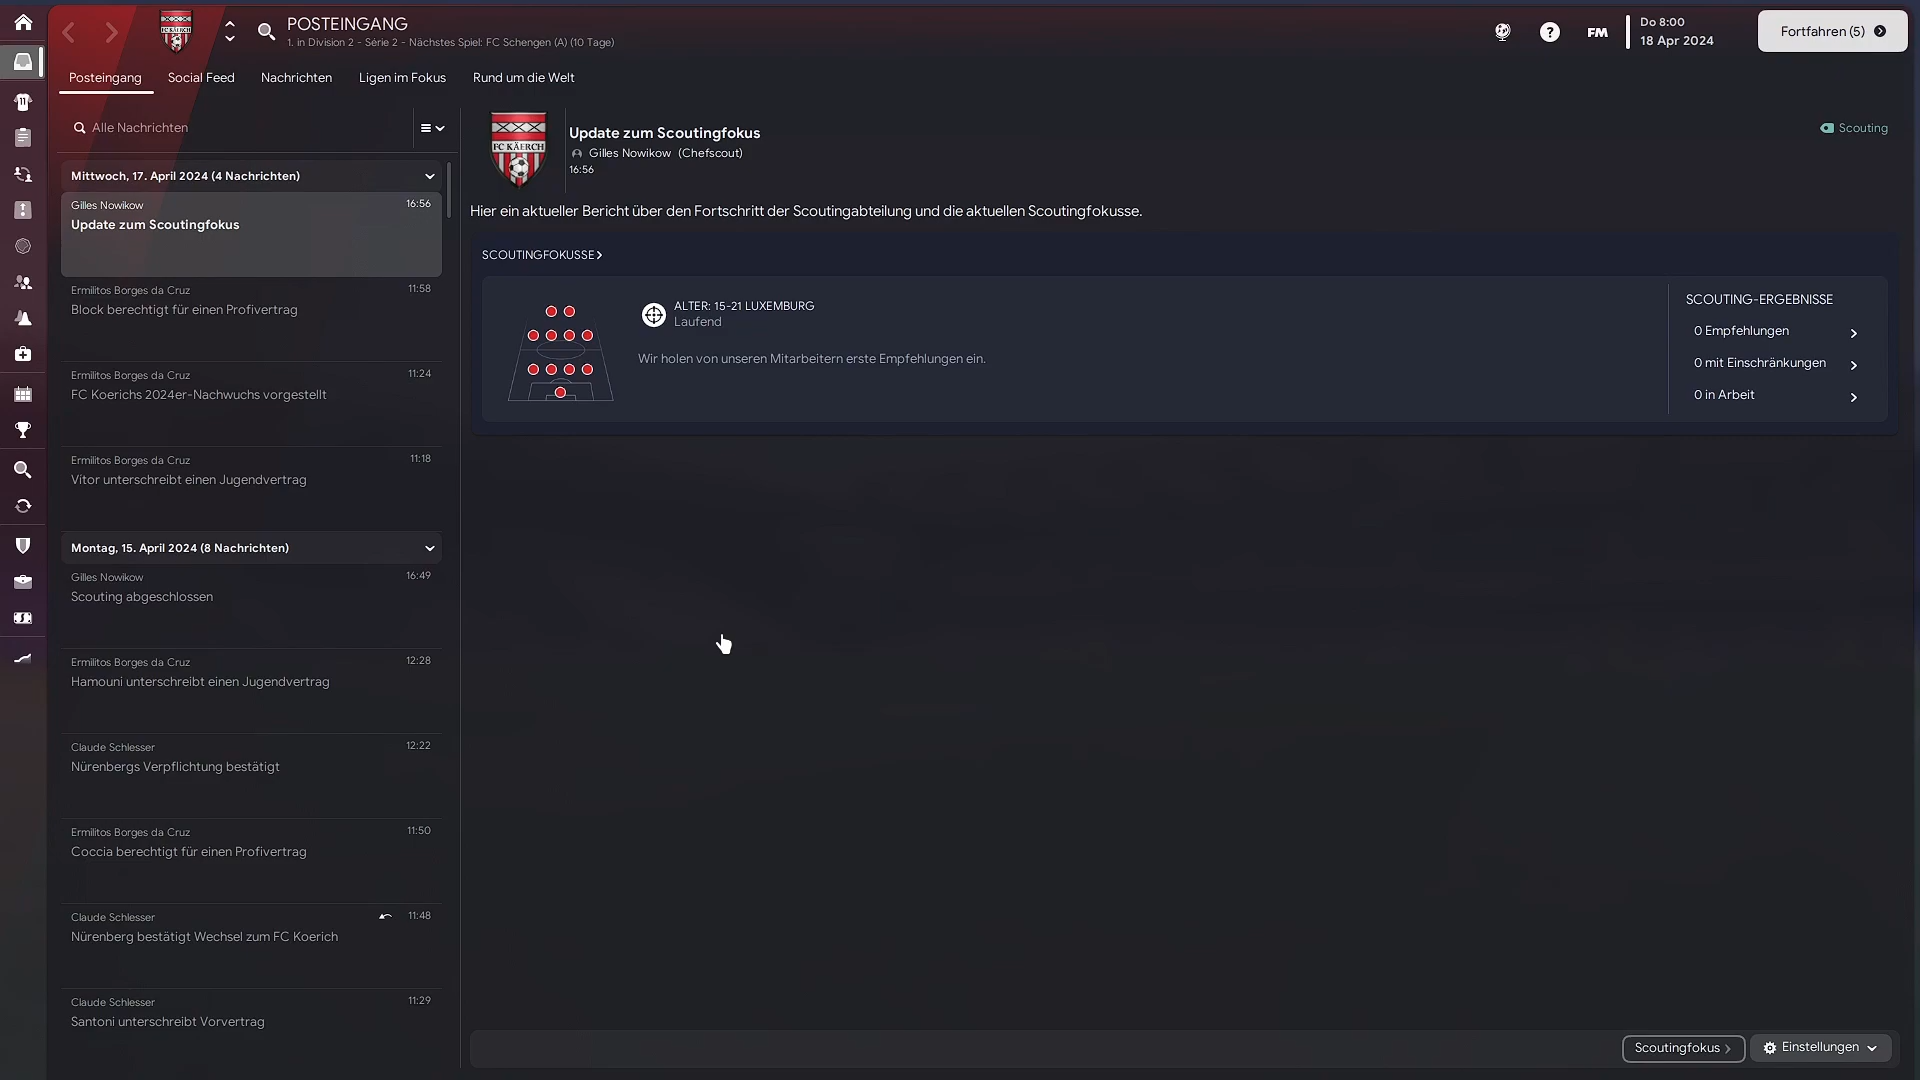 POSTEINGANG
1. in Division 2 - Série 2 - Nächstes Spiel: FC Schengen (A) (10 Tage)
FM
Do 8:00
18 Apr 2024
Fortfahren (5)
Posteingang
Social Feed
Nachrichten
Ligen im Fokus
Rund um die Welt
Alle Nachrichten
Mittwoch, 17. April 2024 (4 Nachrichten)
Gilles Nowikow 16:56
Update zum Scoutingfokus
Ermilitos Borges da Cruz 11:58
Block berechtigt für einen Profivertrag
Ermilitos Borges da Cruz 11:24
FC Koerichs 2024er-Nachwuchs vorgestellt
Ermilitos Borges da Cruz 11:18
Vítor unterschreibt einen Jugendvertrag
Montag, 15. April 2024 (8 Nachrichten)
Gilles Nowikow 16:49
Scouting abgeschlossen
Ermilitos Borges da Cruz 12:28
Hamouni unterschreibt einen Jugendvertrag
Claude Schlesser 12:22
Nürenbergs Verpflichtung bestätigt
Ermilitos Borges da Cruz 11:50
Coccia berechtigt für einen Profivertrag
Claude Schlesser 11:48
Nürenberg bestätigt Wechsel zum FC Koerich
Claude Schlesser 11:29
Santoni unterschreibt Vorvertrag
FC KÄERCH
Update zum Scoutingfokus
Gilles Nowikow (Chefscout)
16:56
Scouting
Hier ein aktueller Bericht über den Fortschritt der Scoutingabteilung und die aktuellen Scoutingfokusse.
SCOUTINGFOKUSSE
ALTER: 15-21 LUXEMBURG
Laufend
Wir holen von unseren Mitarbeitern erste Empfehlungen ein.
SCOUTING-ERGEBNISSE
0 Empfehlungen
0 mit Einschränkungen
0 in Arbeit
Scoutingfokus
Einstellungen